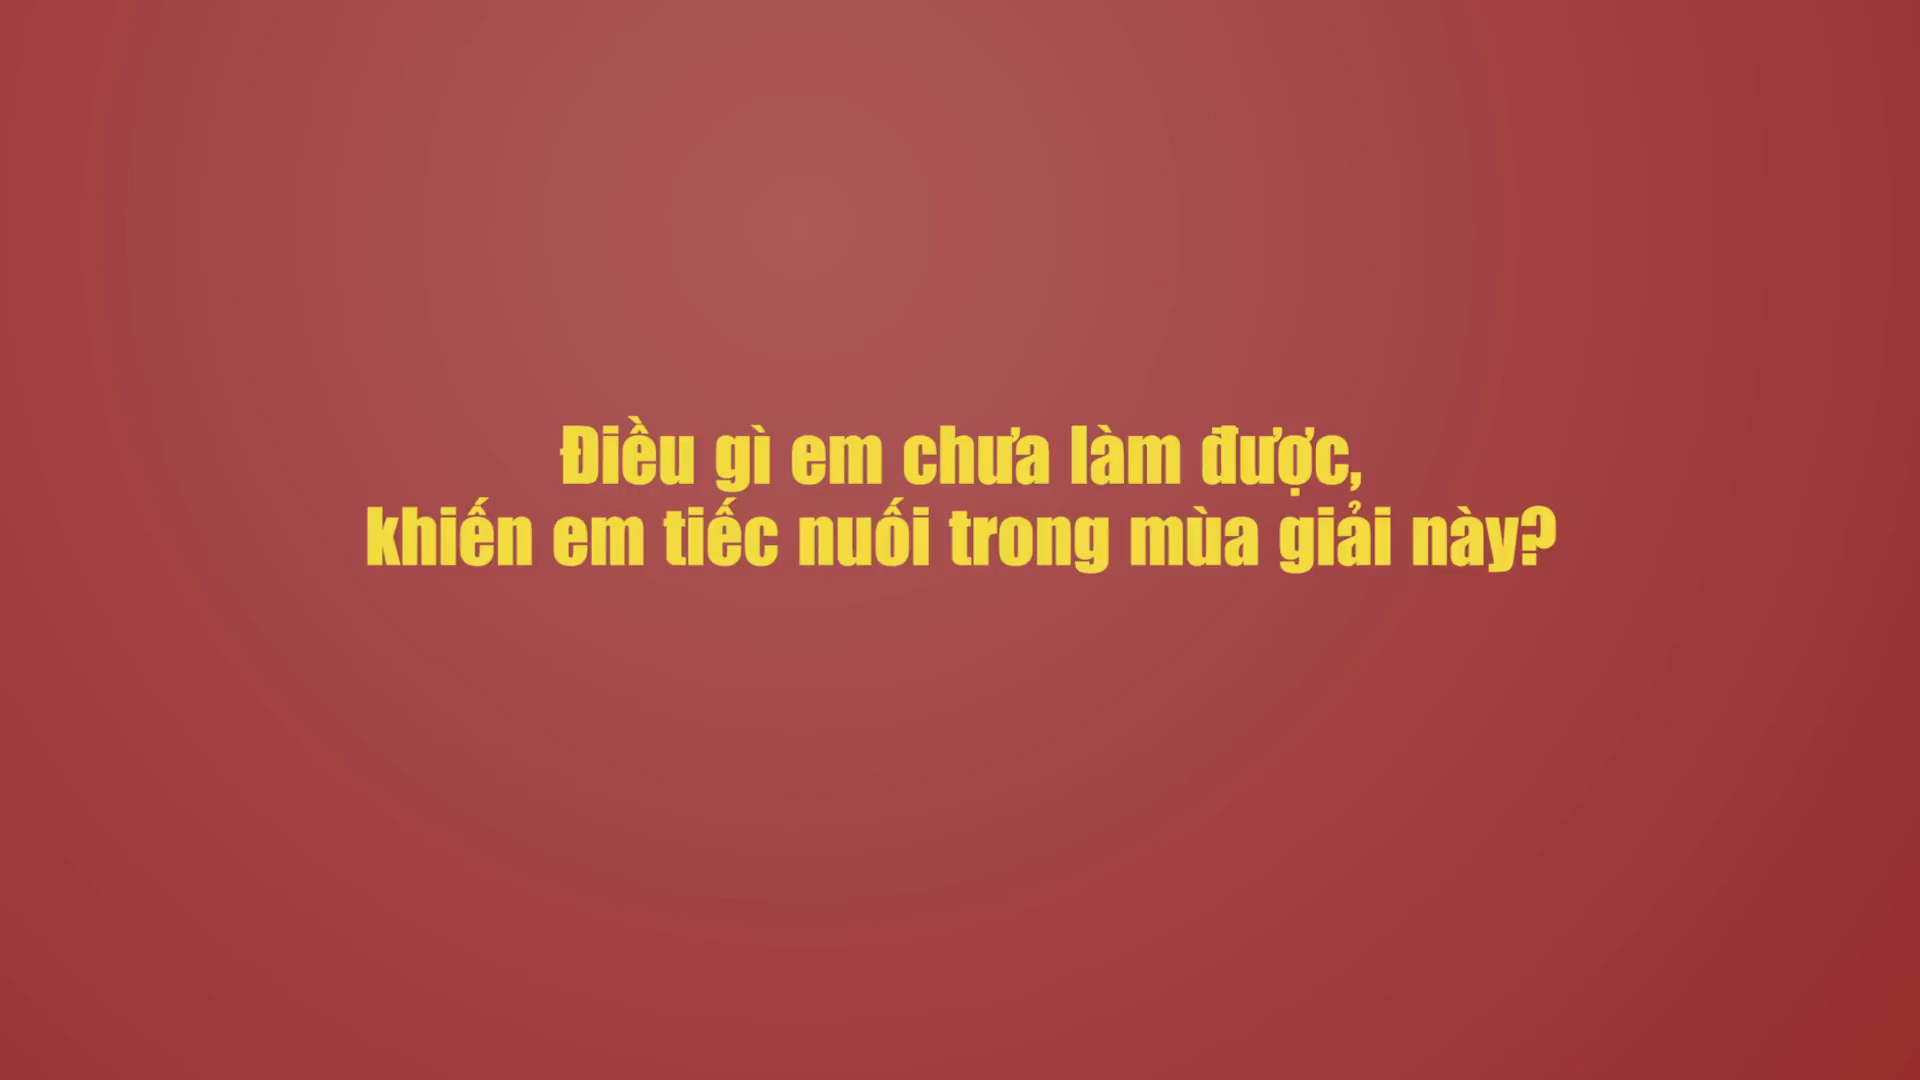 Điều gì em chưa làm được,
khiến em tiếc nuối trong mùa giải này?